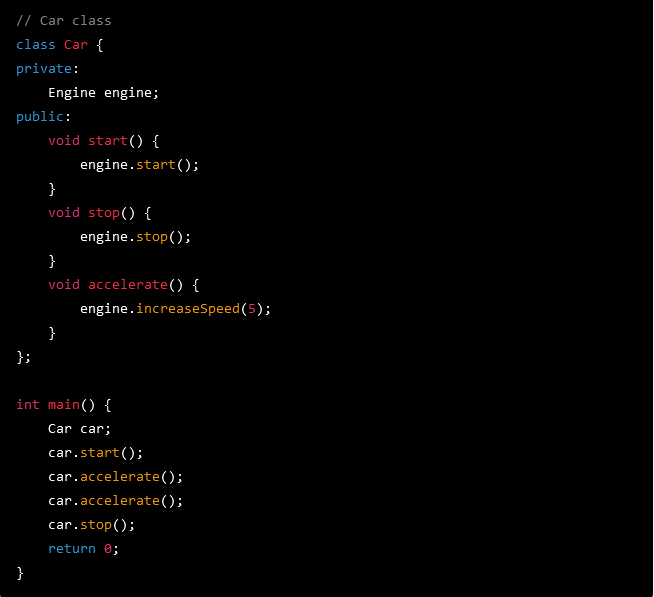 // Car class
class Car {
private:
    Engine engine;
public:
    void start() {
        engine.start();
    }
    void stop() {
        engine.stop();
    }
    void accelerate() {
        engine.increaseSpeed(5);
    }
};

int main() {
    Car car;
    car.start();
    car.accelerate();
    car.accelerate();
    car.stop();
    return 0;
}